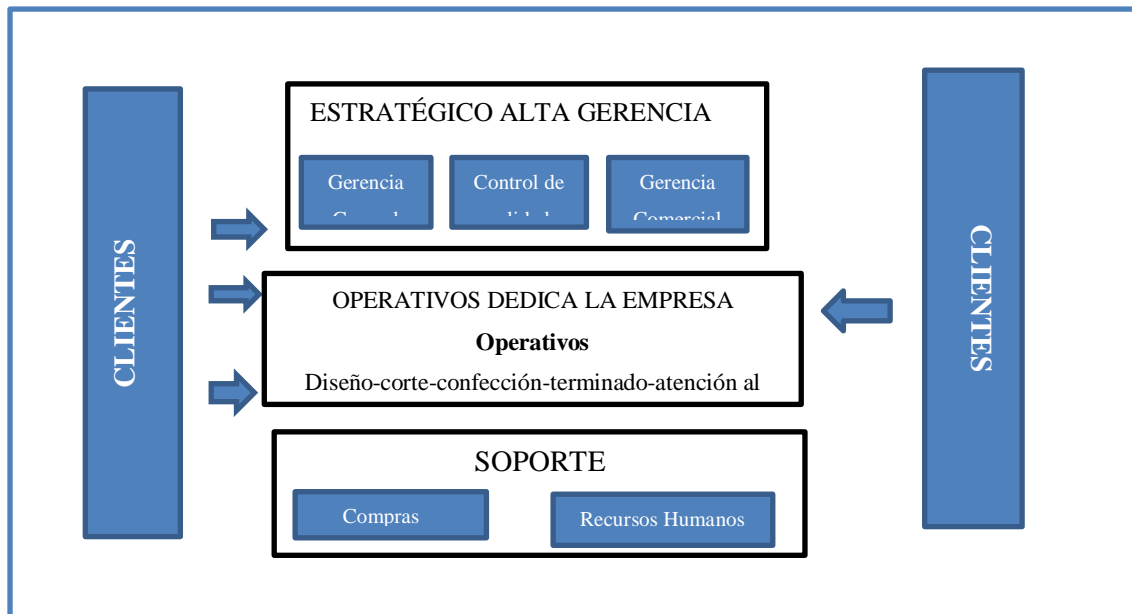 CLIENTES
ESTRATÉGICO ALTA GERENCIA
Gerencia
Control de
Gerencia
Comercial
OPERATIVOS DEDICA LA EMPRESA
Operativos
Diseño-corte-confección-terminado-atención al
SOPORTE
Compras
Recursos Humanos
CLIENTES